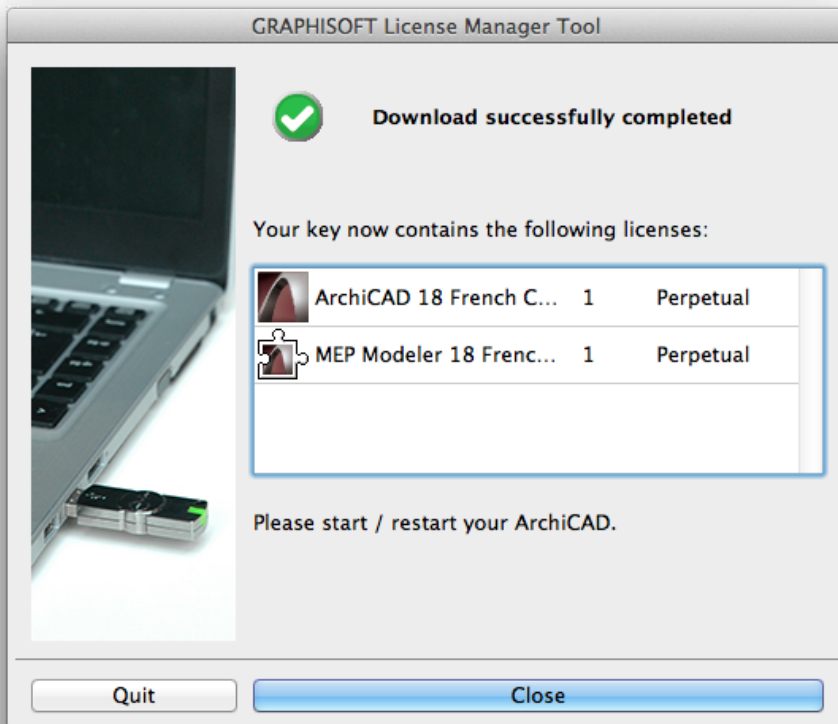 GRAPHISOFT License Manager Tool
Download successfully completed
Your key now contains the following licenses:
ArchiCAD 18 French C... 1 Perpetual
MEP Modeler 18 Frenc... 1 Perpetual
Please start / restart your ArchiCAD.
Quit
Close